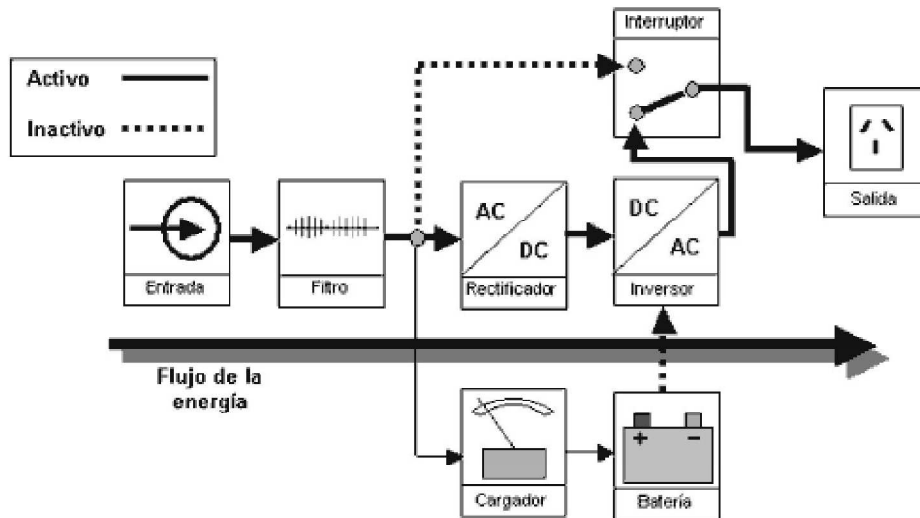 Interruptor
Activo
Inactivo
Salida
AC
DC
DC
AC
Entrada
Filtro
Rectificador
Inversor
Flujo de la
energía
+ −
Cargador
Batería